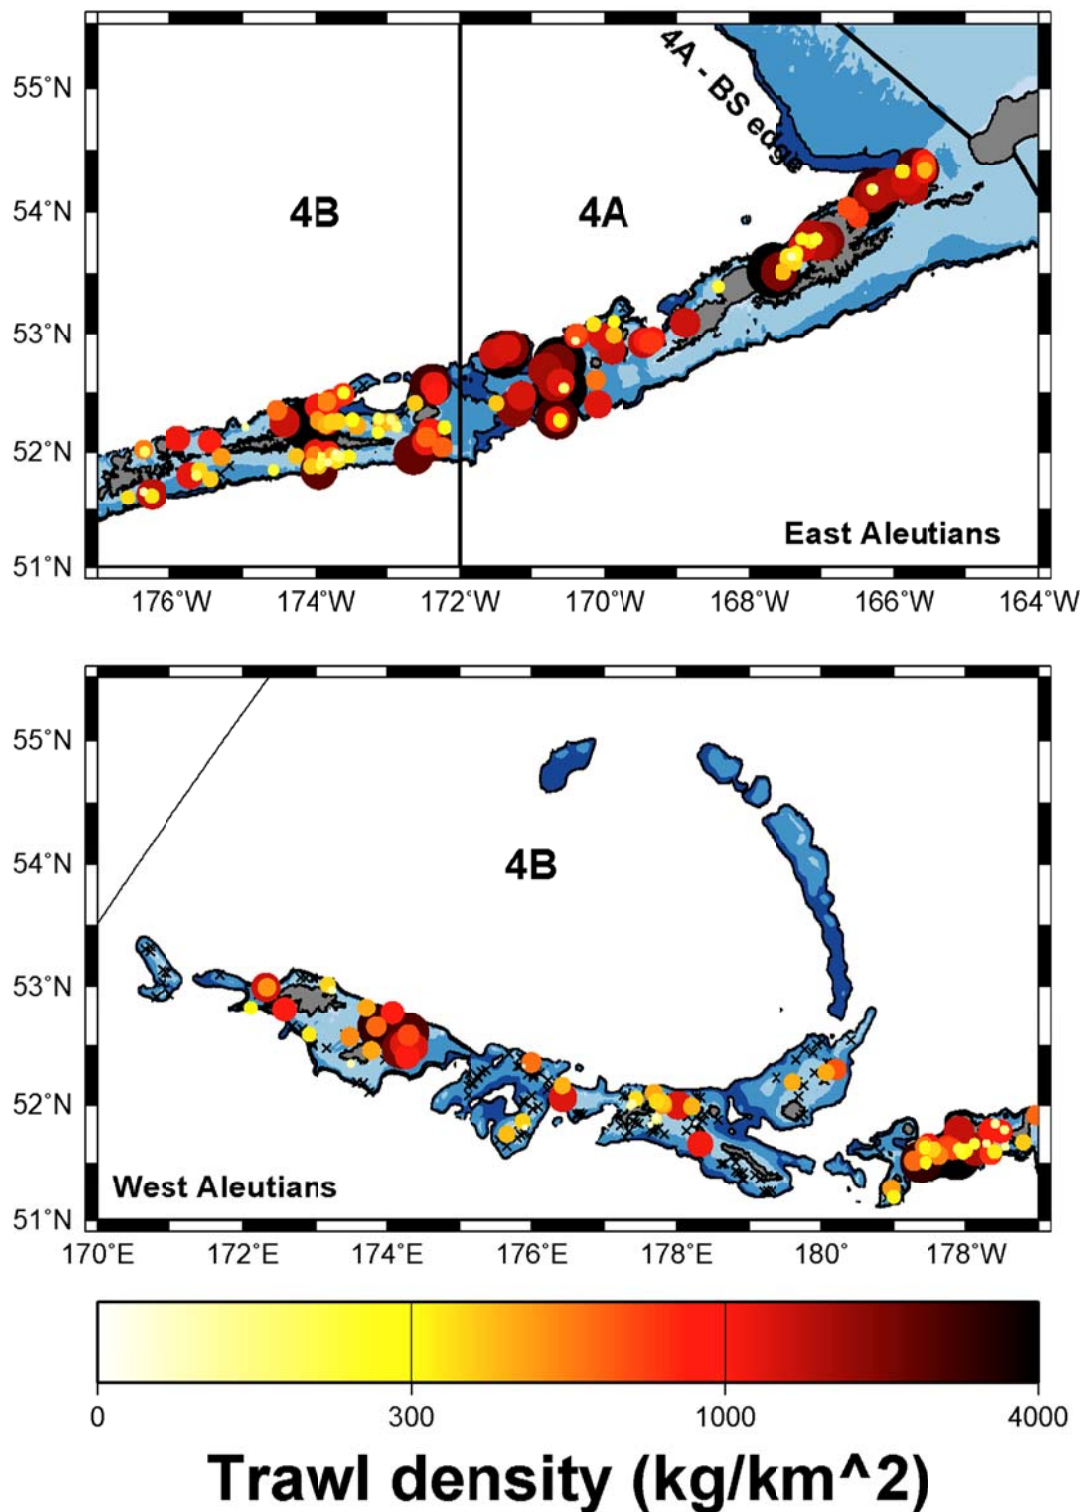 55°N
54°N
53°N
52°N
51°N
4A - BS edge
4B
4A
East Aleutians
176°W 174°W 172°W 170°W 168°W 166°W 164°W
55°N
54°N
53°N
52°N
51°N
4B
West Aleutians
170°E 172°E 174°E 176°E 178°E 180° 178°W
0 300 1000 4000
Trawl density (kg/km^2)